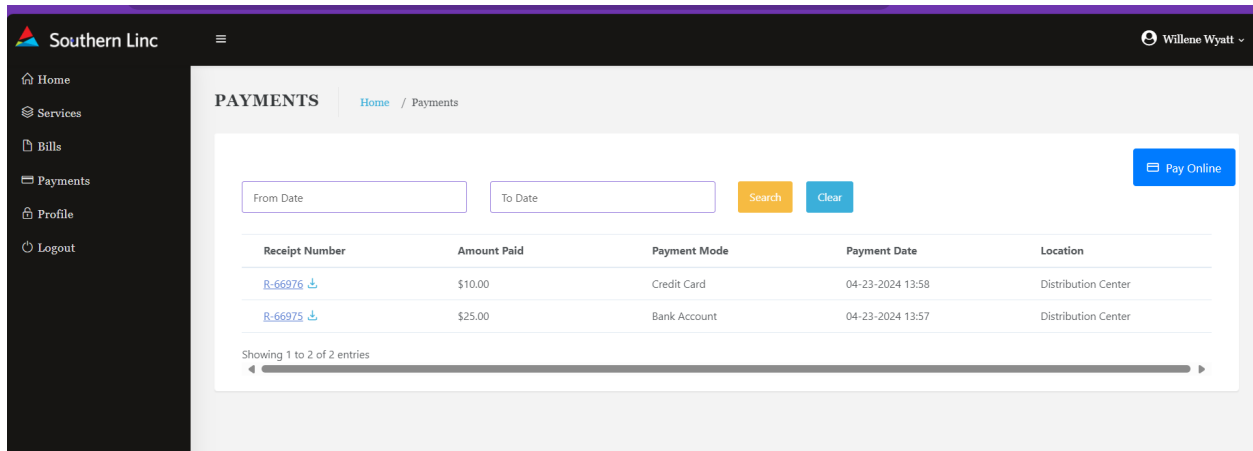 Southern Linc
Willene Wyatt
Home
Services
Bills
Payments
Profile
Logout
PAYMENTS Home / Payments
Pay Online
From Date To Date Search Clear
Receipt Number Amount Paid Payment Mode Payment Date Location
R-66976 $10.00 Credit Card 04-23-2024 13:58 Distribution Center
R-66975 $25.00 Bank Account 04-23-2024 13:57 Distribution Center
Showing 1 to 2 of 2 entries